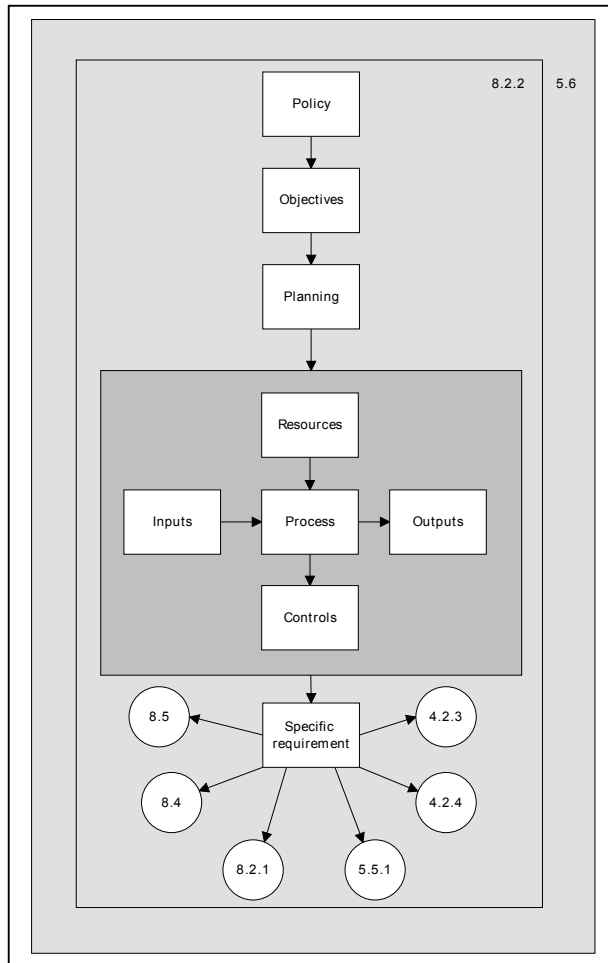 8.2.2
5.6
Policy
Objectives
Planning
Resources
Inputs
Process
Outputs
Controls
Specific
requirement
8.5
4.2.3
8.4
4.2.4
8.2.1
5.5.1